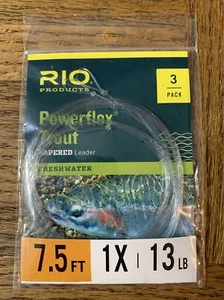 RIO
PRODUCTS
3
PACK
Powerflex®
Trout
TAPERED Leader
FRESHWATER
7.5 FT | 1X | 13 LB